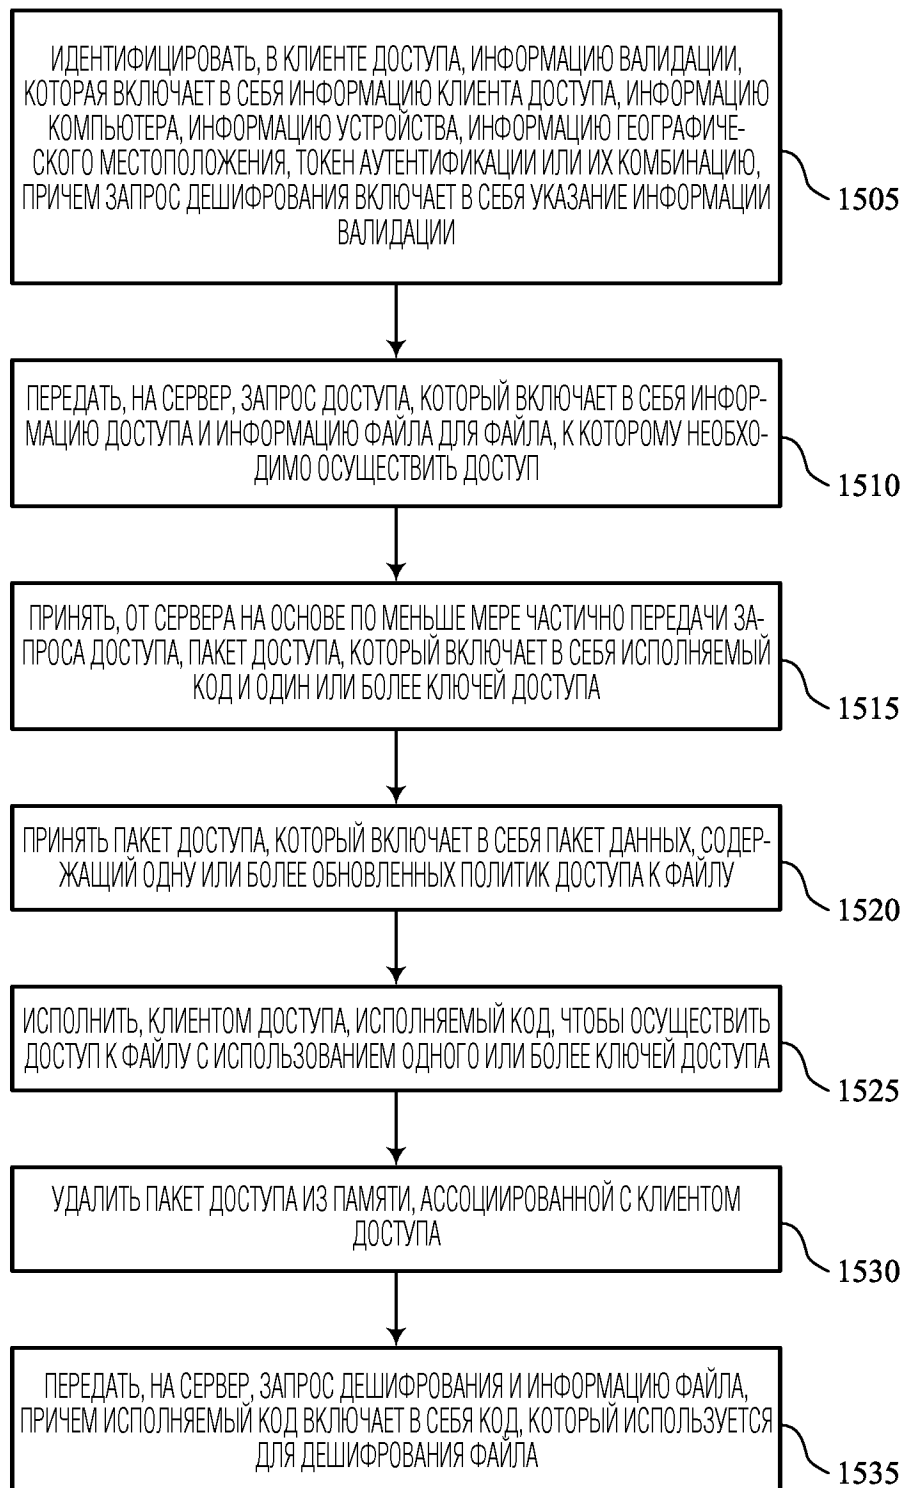 ИДЕНТИФИЦИРОВАТЬ, В КЛИЕНТЕ ДОСТУПА, ИНФОРМАЦИЮ ВАЛИДАЦИИ,
КОТОРАЯ ВКЛЮЧАЕТ В СЕБЯ ИНФОРМАЦИЮ КЛИЕНТА ДОСТУПА, ИНФОРМАЦИЮ
КОМПЬЮТЕРА, ИНФОРМАЦИЮ УСТРОЙСТВА, ИНФОРМАЦИЮ ГЕОГРАФИЧЕ-
СКОГО МЕСТОПОЛОЖЕНИЯ, ТОКЕН АУТЕНТИФИКАЦИИ ИЛИ ИХ КОМБИНАЦИЮ,
ПРИЧЕМ ЗАПРОС ДЕШИФРОВАНИЯ ВКЛЮЧАЕТ В СЕБЯ УКАЗАНИЕ ИНФОРМАЦИИ
ВАЛИДАЦИИ
1505
ПЕРЕДАТЬ, НА СЕРВЕР, ЗАПРОС ДОСТУПА, КОТОРЫЙ ВКЛЮЧАЕТ В СЕБЯ ИНФОР-
МАЦИЮ ДОСТУПА И ИНФОРМАЦИЮ ФАЙЛА ДЛЯ ФАЙЛА, К КОТОРОМУ НЕОБХО-
ДИМО ОСУЩЕСТВИТЬ ДОСТУП
1510
ПРИНЯТЬ, ОТ СЕРВЕРА НА ОСНОВЕ ПО МЕНЬШЕ МЕРЕ ЧАСТИЧНО ПЕРЕДАЧИ ЗА-
ПРОСА ДОСТУПА, ПАКЕТ ДОСТУПА, КОТОРЫЙ ВКЛЮЧАЕТ В СЕБЯ ИСПОЛНЯЕМЫЙ
КОД И ОДИН ИЛИ БОЛЕЕ КЛЮЧЕЙ ДОСТУПА
1515
ПРИНЯТЬ ПАКЕТ ДОСТУПА, КОТОРЫЙ ВКЛЮЧАЕТ В СЕБЯ ПАКЕТ ДАННЫХ, СОДЕР-
ЖАЩИЙ ОДНУ ИЛИ БОЛЕЕ ОБНОВЛЕННЫХ ПОЛИТИК ДОСТУПА К ФАЙЛУ
1520
ИСПОЛНИТЬ, КЛИЕНТОМ ДОСТУПА, ИСПОЛНЯЕМЫЙ КОД, ЧТОБЫ ОСУЩЕСТВИТЬ
ДОСТУП К ФАЙЛУ С ИСПОЛЬЗОВАНИЕМ ОДНОГО ИЛИ БОЛЕЕ КЛЮЧЕЙ ДОСТУПА
1525
УДАЛИТЬ ПАКЕТ ДОСТУПА ИЗ ПАМЯТИ, АССОЦИИРОВАННОЙ С КЛИЕНТОМ
ДОСТУПА
1530
ПЕРЕДАТЬ, НА СЕРВЕР, ЗАПРОС ДЕШИФРОВАНИЯ И ИНФОРМАЦИЮ ФАЙЛА,
ПРИЧЕМ ИСПОЛНЯЕМЫЙ КОД ВКЛЮЧАЕТ В СЕБЯ КОД, КОТОРЫЙ ИСПОЛЬЗУЕТСЯ
ДЛЯ ДЕШИФРОВАНИЯ ФАЙЛА
1535